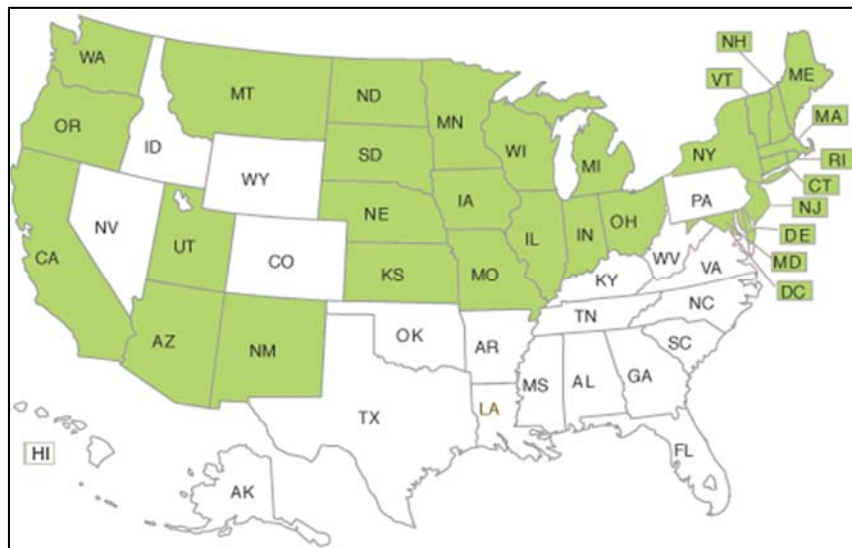 NH
WA
VT
ME
MT
ND
MN
MA
OR
ID
SD
WI
MI
NY
RI
WY
CT
PA
NJ
NV
NE
IA
IL
IN
OH
DE
CA
UT
CO
KS
MO
WV
VA
MD
DC
KY
NC
TN
AZ
NM
OK
AR
SC
MS
AL
GA
TX
LA
HI
FL
AK